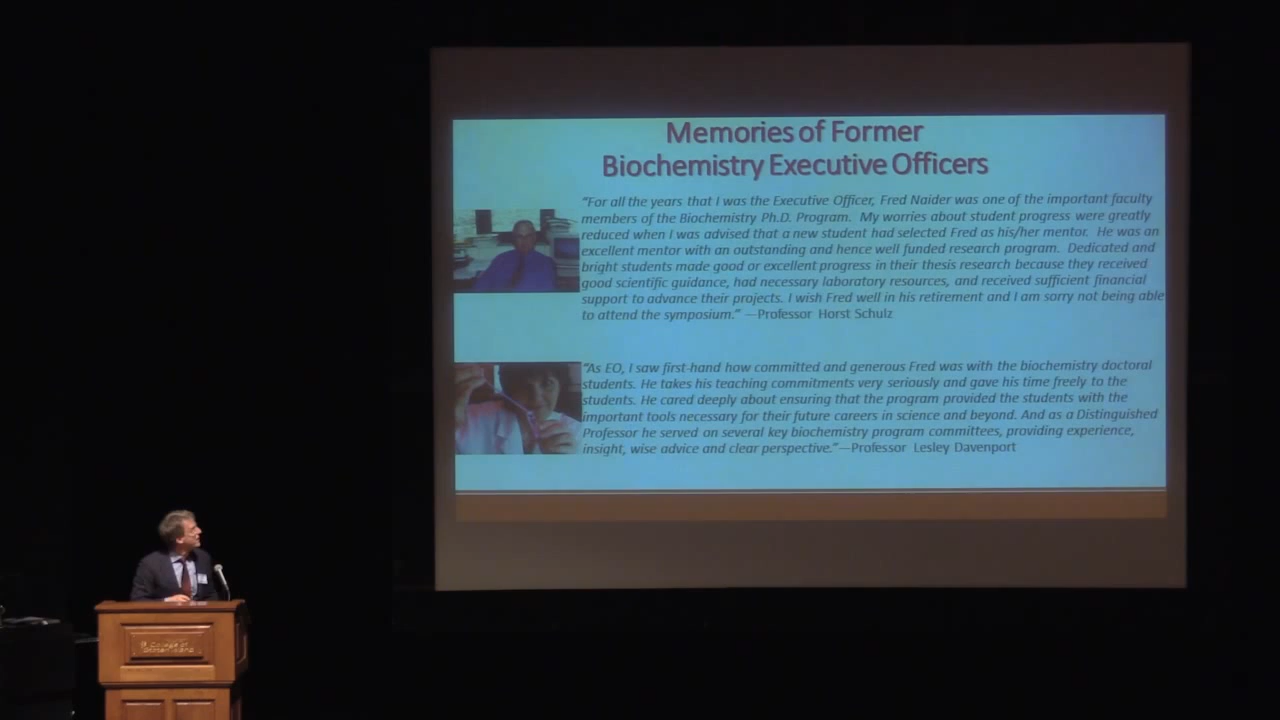 Memories of Former
Biochemistry Executive Officers
"For all the years that I was the Executive Officer, Fred Naider was one of the important faculty
members of the Biochemistry Ph.D. Program. My worries about student progress were greatly
reduced when I was advised that a new student had selected Fred as his/her mentor. He was an
excellent mentor with an outstanding and hence well funded research program. Dedicated and
bright students made good or excellent progress in their thesis research because they received
good scientific guidance, had necessary laboratory resources, and received sufficient financial
support to advance their projects. I wish Fred well in his retirement and I am sorry not being able
to attend the symposium." —Professor Horst Schulz
"As EO, I saw first-hand how committed and generous Fred was with the biochemistry doctoral
students. He takes his teaching commitments very seriously and gave his time freely to the
students. He cared deeply about ensuring that the program provided the students with the
important tools necessary for their future careers in science and beyond. And as a Distinguished
Professor he served on several key biochemistry program committees, providing experience,
insight, wise advice and clear perspective."—Professor Lesley Davenport
College of
Staten Island